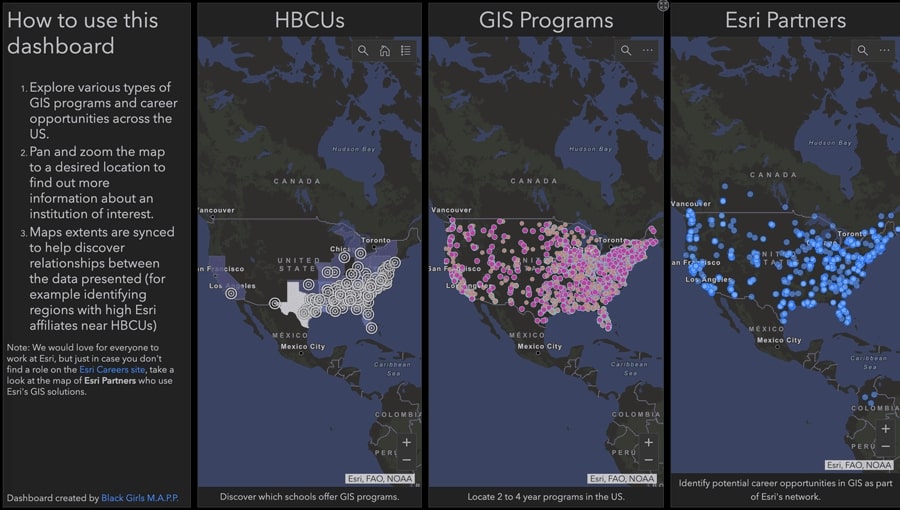 How to use this
dashboard
1. Explore various types of
GIS programs and career
opportunities across the
US.
2. Pan and zoom the map
to a desired location to
find out more
information about an
institution of interest.
3. Maps extents are synced
to help discover
relationships between
the data presented (for
example identifying
regions with high Esri
affiliates near HBCUs)
Note: We would love for everyone to
work at Esri, but just in case you don't
find a role on the Esri Careers site, take a
look at the map of Esri Partners who use
Esri's GIS solutions.
Dashboard created by Black Girls M.A.P.P.
HBCUs
Hudson Bay
CANADA
Vancouver
Toronto
Chic
UNITED
STATE
an Francisco
Los Angeles
MÉXICO
Mexico City
Caribbean
Sea
COLOMBIA
PERU
+
−
Esri, FAO, NOAA
Discover which schools offer GIS programs.
GIS Programs
Hudson Bay
CANADA
Vancouver
Toronto
San Francisco
Los Angeles
MÉXICO
Mexico City
Caribbean
Sea
COLOMBIA
PERU
+
−
Esri, FAO, NOAA
Locate 2 to 4 year programs in the US.
Esri Partners
Hudson Bay
CANADA
Vancouver
Toronto
San Francisco
Los Angeles
MÉXICO
Mexico City
Caribbean
Sea
COLOMBIA
PERU
+
−
Esri, FAO, NOAA
Identify potential career opportunities in GIS as part
of Esri's network.